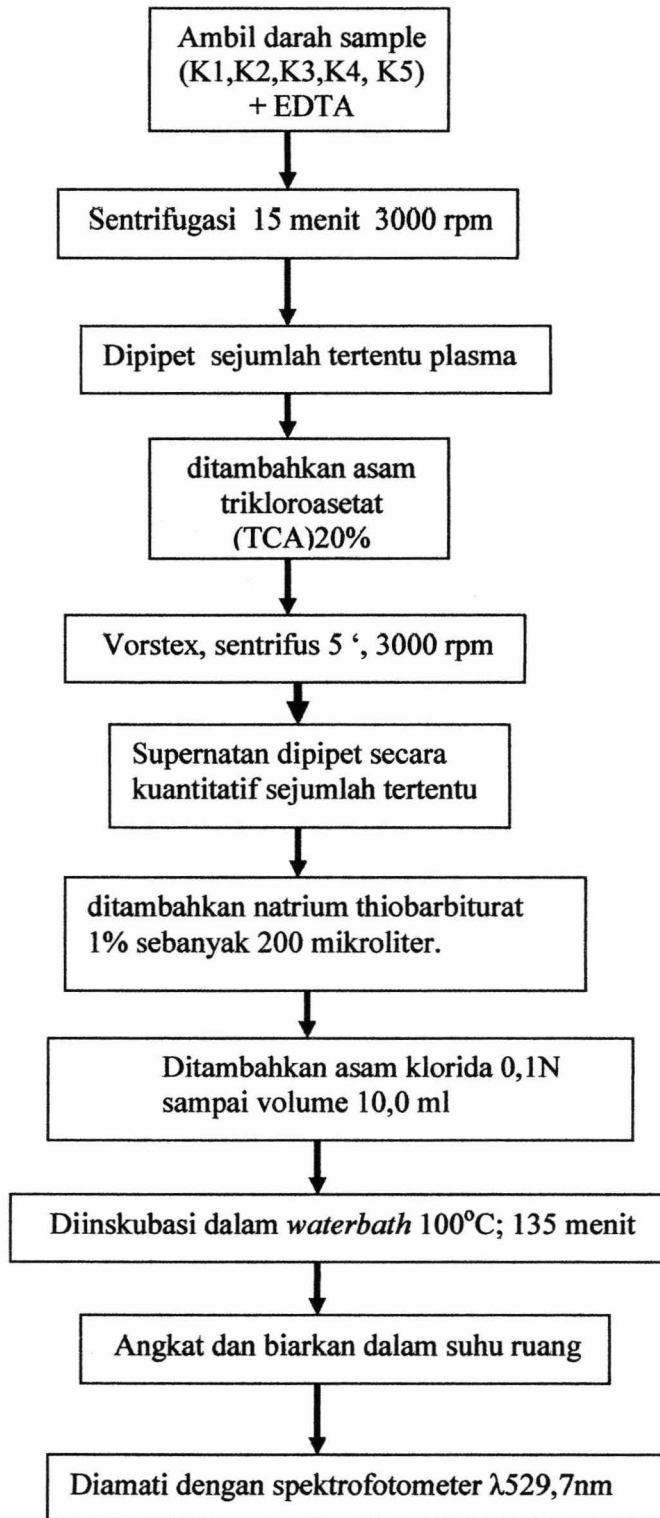 Ambil darah sample
(K1,K2,K3,K4, K5)
+ EDTA
Sentrifugasi 15 menit 3000 rpm
Dipipet sejumlah tertentu plasma
ditambahkan asam
trikloroasetat
(TCA)20%
Vorstex, sentrifus 5 ‘, 3000 rpm
Supernatan dipipet secara
kuantitatif sejumlah tertentu
ditambahkan natrium thiobarbiturat
1% sebanyak 200 mikroliter.
Ditambahkan asam klorida 0,1N
sampai volume 10,0 ml
Diinskubasi dalam waterbath 100°C; 135 menit
Angkat dan biarkan dalam suhu ruang
Diamati dengan spektrofotometer λ529,7nm